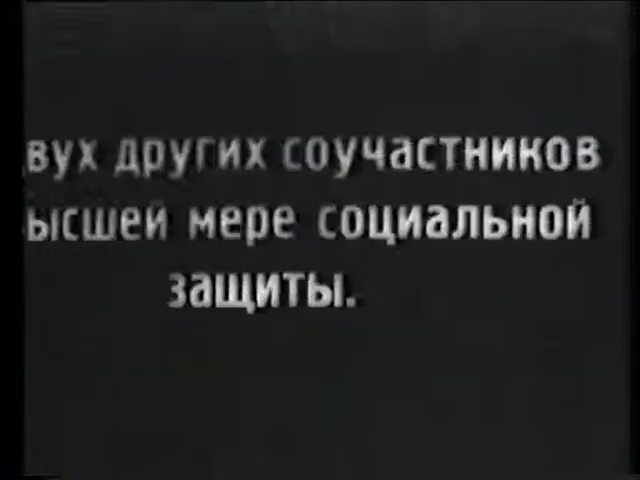 вух других соучастников
ысшей мере социальной
защиты.